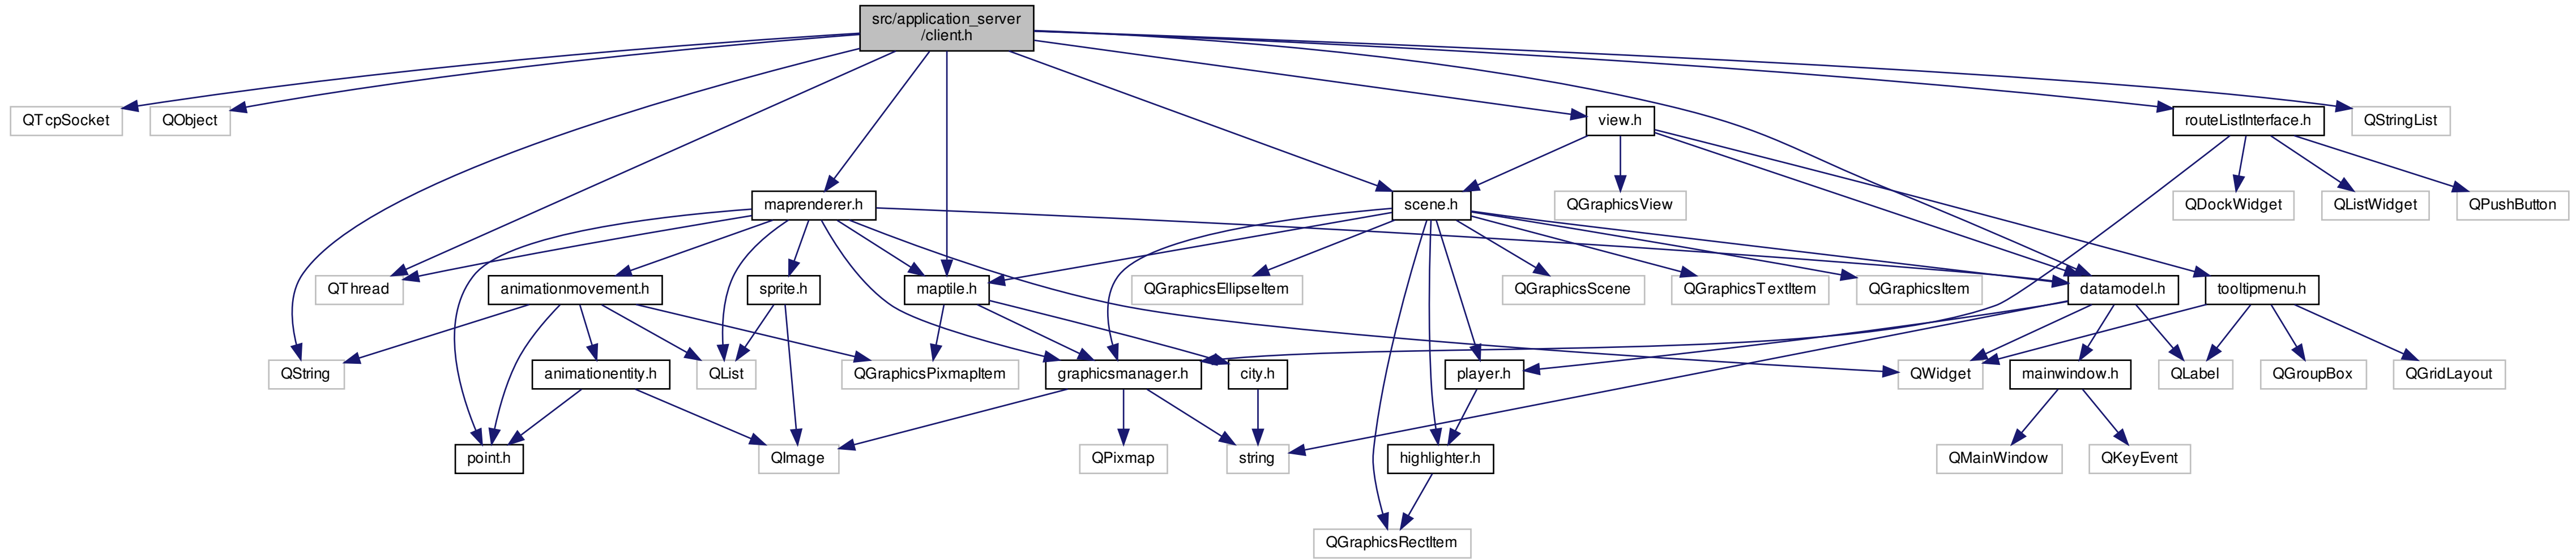 src/application_server
/client.h
QTcpSocket
QObject
view.h
routeListInterface.h
QStringList
maprenderer.h
scene.h
QGraphicsView
QDockWidget
QListWidget
QPushButton
QThread
animationmovement.h
sprite.h
maptile.h
QGraphicsEllipseItem
QGraphicsScene
QGraphicsTextItem
QGraphicsItem
datamodel.h
tooltipmenu.h
QString
animationentity.h
QList
QGraphicsPixmapItem
graphicsmanager.h
city.h
player.h
QWidget
mainwindow.h
QLabel
QGroupBox
QGridLayout
point.h
QImage
QPixmap
string
highlighter.h
QMainWindow
QKeyEvent
QGraphicsRectItem